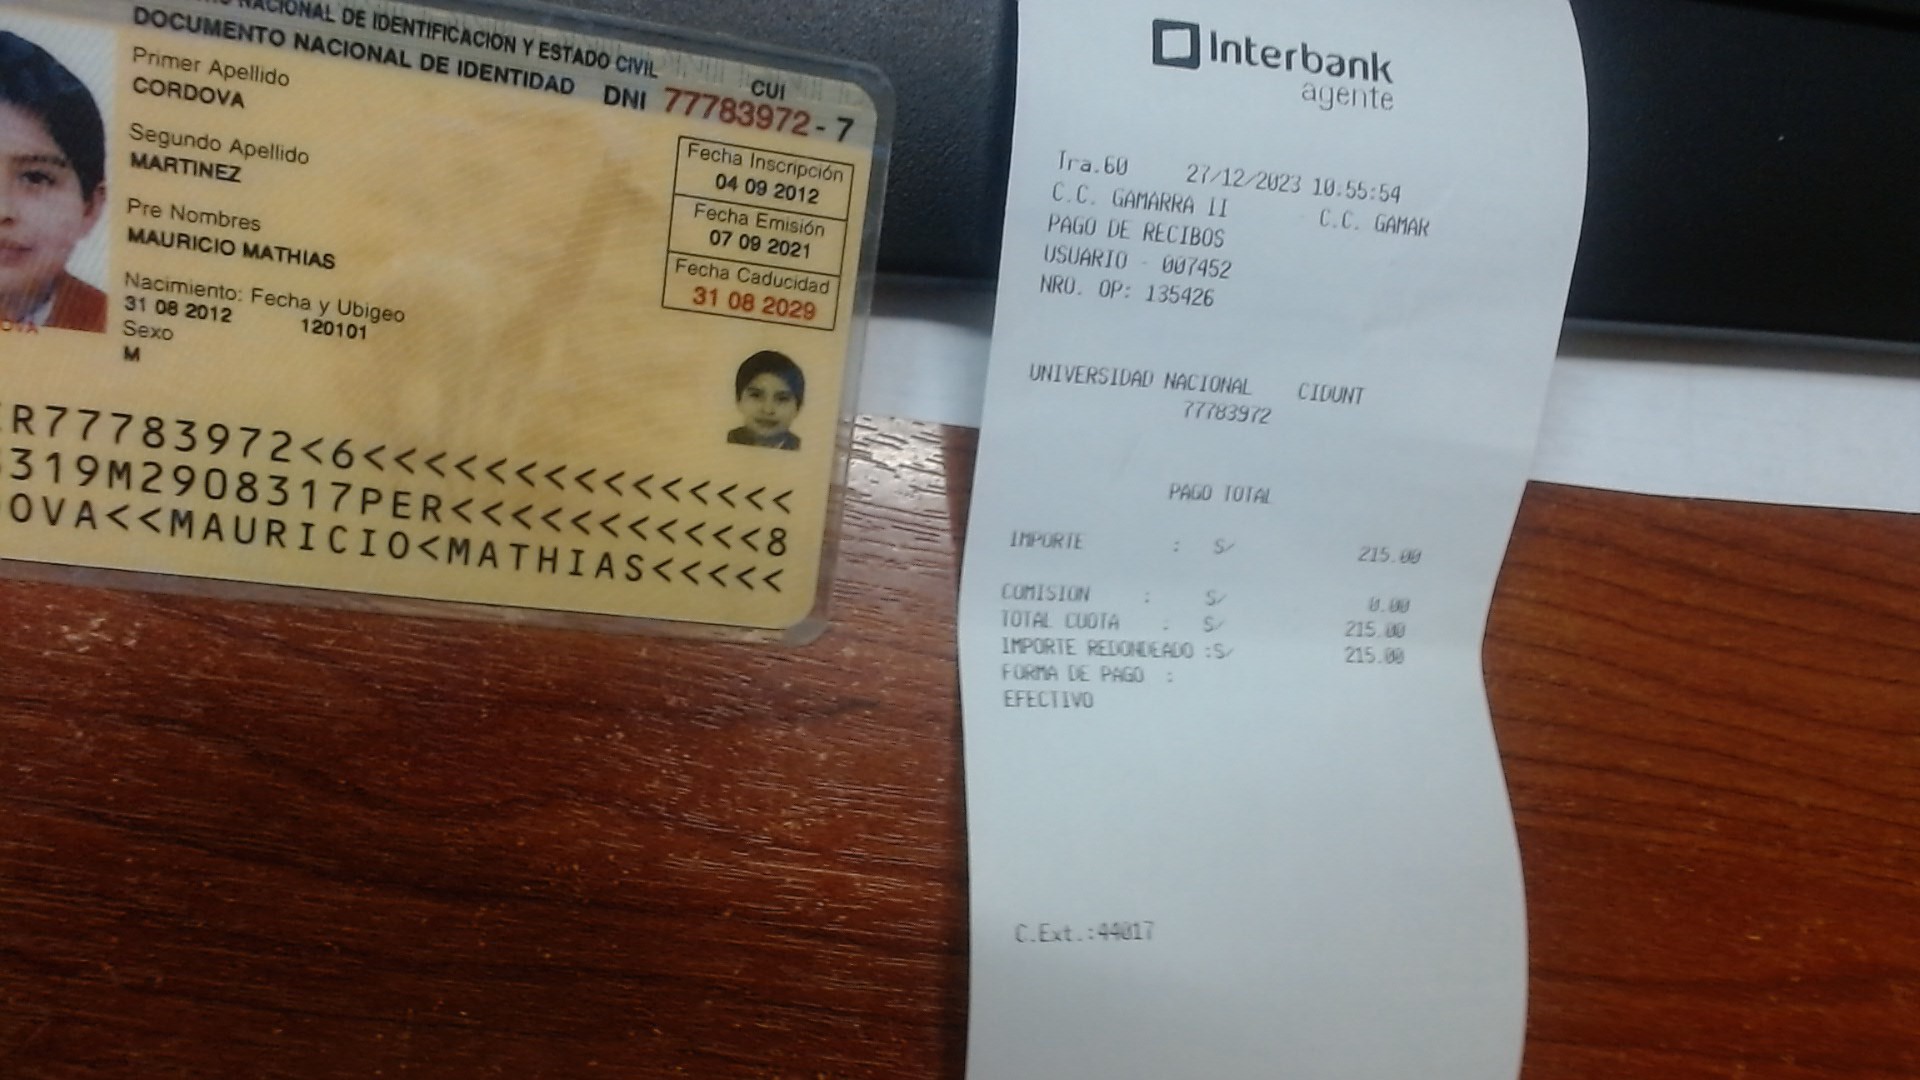 NACIONAL DE IDENTIFICACION Y ESTADO CIVIL
DOCUMENTO NACIONAL DE IDENTIDAD DNI 77783972 - 7
CUI
Primer Apellido
CORDOVA
Segundo Apellido
MARTINEZ
Pre Nombres
MAURICIO MATHIAS
Nacimiento: Fecha y Ubigeo
31 08 2012 120101
Sexo
M
Fecha Inscripción
04 09 2012
Fecha Emisión
07 09 2021
Fecha Caducidad
31 08 2029
R77783972<6<<<<<<<<<<<<<<<
319M2908317PER<<<<<<<<<<<8
OVA<<MAURICIO<MATHIAS<<<<<
Interbank
agente
Tra.60 27/12/2023 10.55:54
C.C. GAMARRA II C.C. GAMAR
PAGO DE RECIBOS
USUARIO - 007452
NRO. OP: 135426
UNIVERSIDAD NACIONAL CIDUNT
77783972
PAGO TOTAL
IMPORTE : S/ 215.00
COMISION : S/ 0.00
TOTAL CUOTA : S/ 215.00
IMPORTE REDONDEADO :S/ 215.00
FORMA DE PAGO :
EFECTIVO
C.Ext.:44017